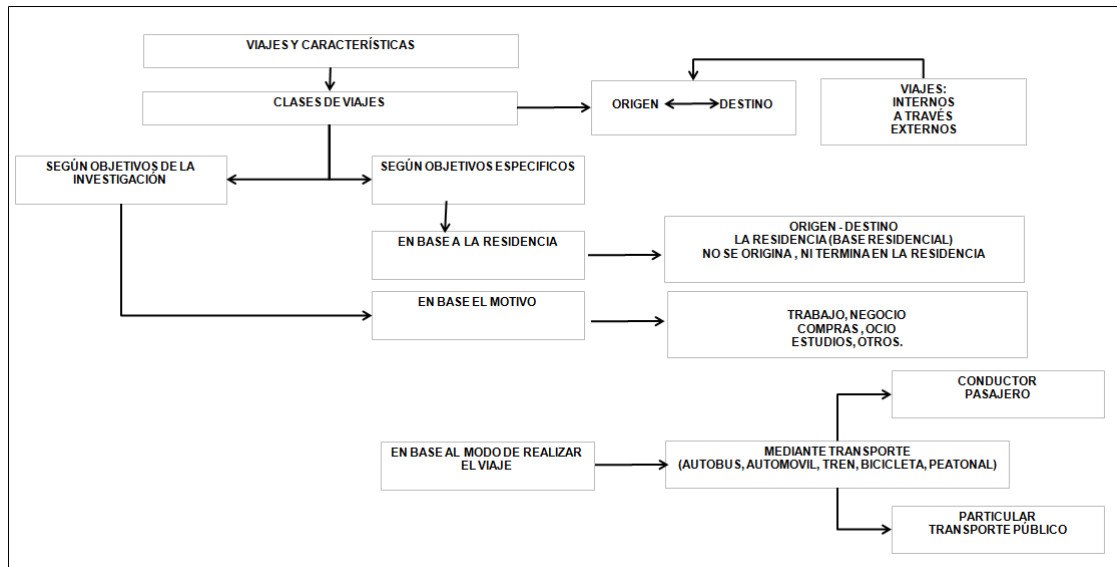 VIAJES Y CARACTERÍSTICAS
CLASES DE VIAJES
ORIGEN DESTINO
VIAJES:
INTERNOS
A TRAVÉS
EXTERNOS
SEGÚN OBJETIVOS DE LA
INVESTIGACIÓN
SEGÚN OBJETIVOS ESPECIFICOS
EN BASE A LA RESIDENCIA
ORIGEN - DESTINO
LA RESIDENCIA (BASE RESIDENCIAL)
NO SE ORIGINA , NI TERMINA EN LA RESIDENCIA
EN BASE EL MOTIVO
TRABAJO, NEGOCIO
COMPRAS , OCIO
ESTUDIOS, OTROS.
CONDUCTOR
PASAJERO
EN BASE AL MODO DE REALIZAR
EL VIAJE
MEDIANTE TRANSPORTE
(AUTOBUS, AUTOMOVIL, TREN, BICICLETA, PEATONAL)
PARTICULAR
TRANSPORTE PÚBLICO